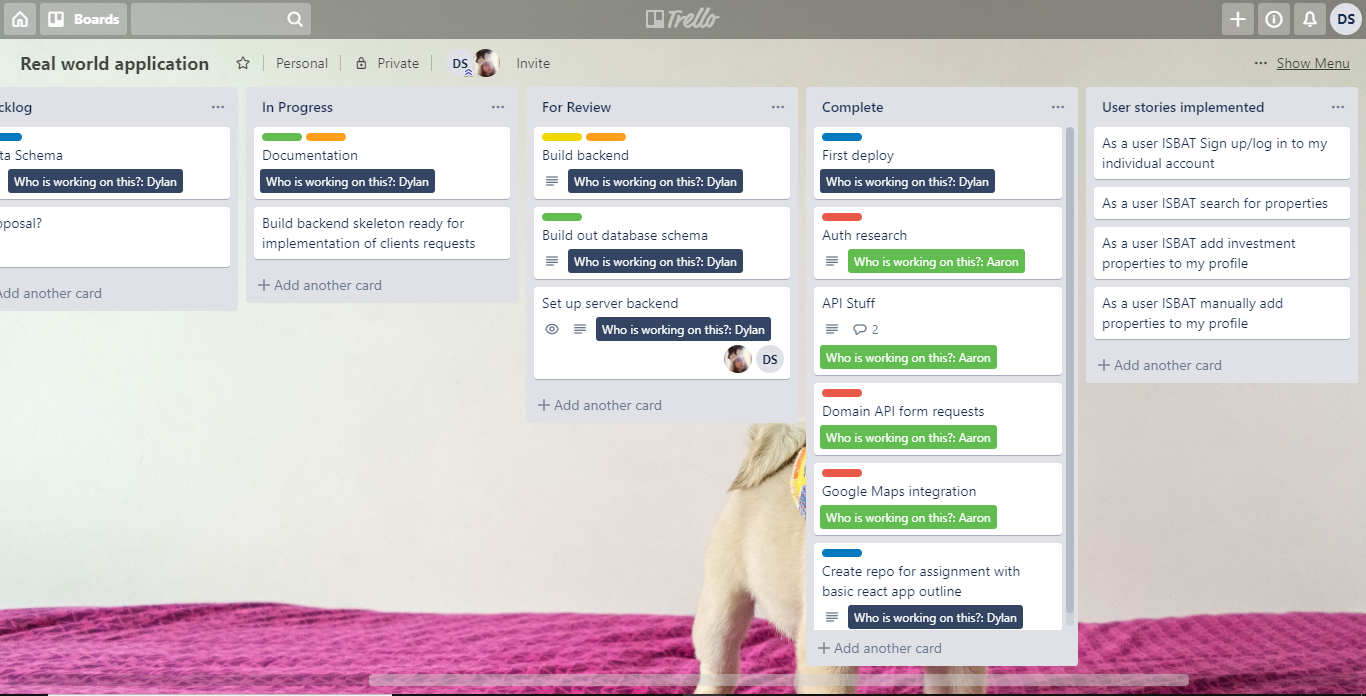 Boards
Trello
DS
Real world application
Personal
Private
DS
Invite
Show Menu
cklog
ta Schema
Who is working on this?: Dylan
posal?
Add another card
In Progress
Documentation
Who is working on this?: Dylan
Build backend skeleton ready for
implementation of clients requests
Add another card
For Review
Build backend
Who is working on this?: Dylan
Build out database schema
Who is working on this?: Dylan
Set up server backend
Who is working on this?: Dylan
DS
Add another card
Complete
First deploy
Who is working on this?: Dylan
Auth research
Who is working on this?: Aaron
API Stuff
2
Who is working on this?: Aaron
Domain API form requests
Who is working on this?: Aaron
Google Maps integration
Who is working on this?: Aaron
Create repo for assignment with
basic react app outline
Who is working on this?: Dylan
Add another card
User stories implemented
As a user ISBAT Sign up/log in to my
individual account
As a user ISBAT search for properties
As a user ISBAT add investment
properties to my profile
As a user ISBAT manually add
properties to my profile
Add another card